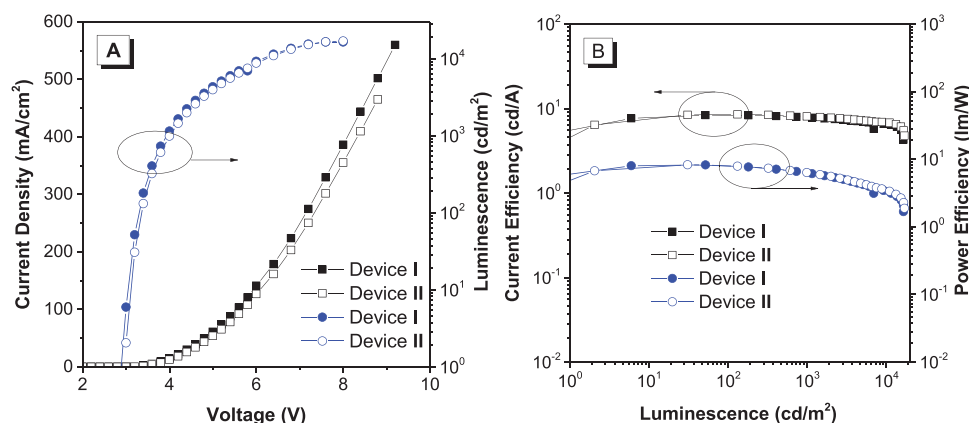 A
Current Density (mA/cm²)
600
500
400
300
200
100
0
2
4
6
8
10
Voltage (V)
10⁴
10³
10²
10¹
10⁰
Luminescence (cd/m²)
Device I
Device II
Device I
Device II
B
Current Efficiency (cd/A)
10²
10¹
10⁰
10⁻¹
10⁻²
10⁰
10¹
10²
10³
10⁴
Luminescence (cd/m²)
10³
10²
10¹
10⁰
10⁻¹
10⁻²
Power Efficiency (lm/W)
Device I
Device II
Device I
Device II